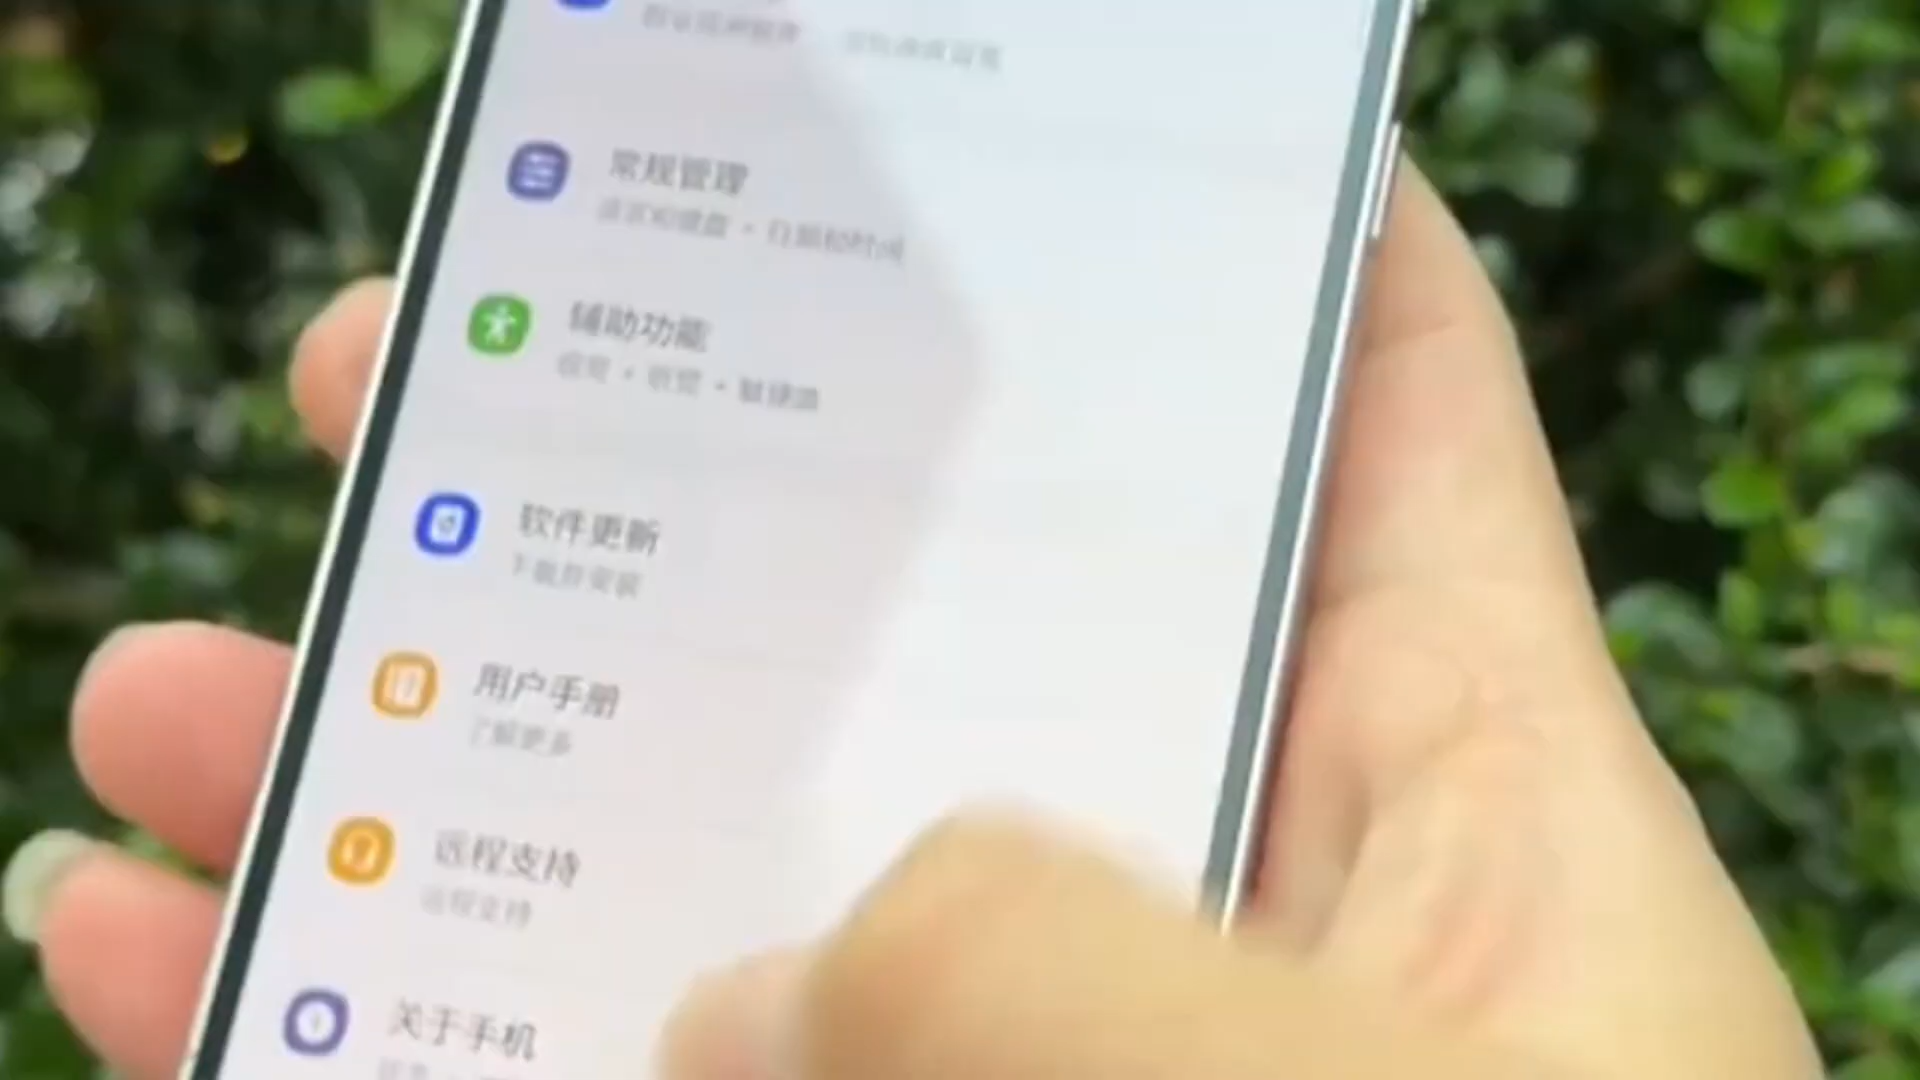 常规管理
语言和键盘 • 日期和时间
辅助功能
视觉 • 听觉 • 敏捷度
软件更新
下载并安装
用户手册
了解更多
远程支持
远程支持
关于手机